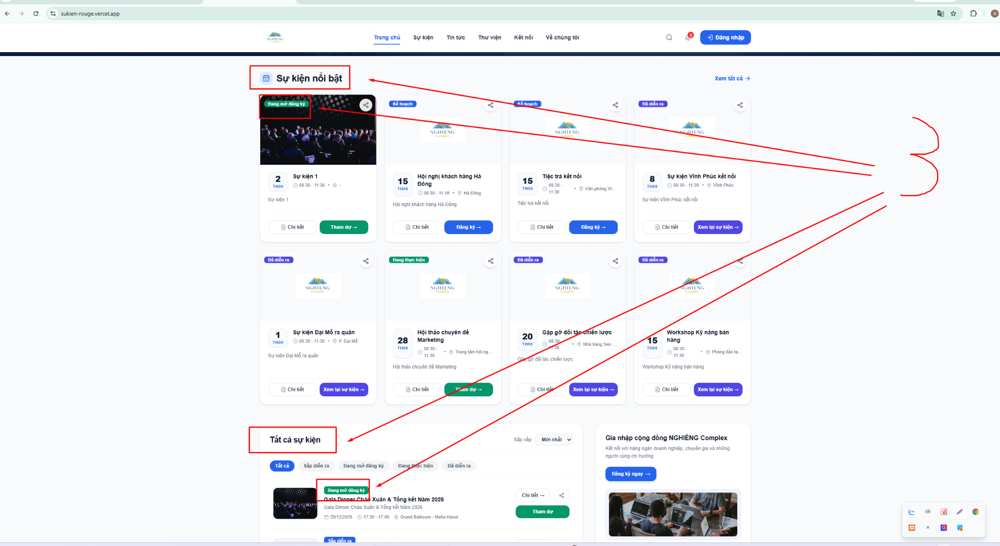 sukien-rouge.vercel.app
N
NGHIENG
Complex
Trang chủ
Sự kiện
Tin tức
Thư viện
Kết nối
Về chúng tôi
3
Đăng nhập
Sự kiện nổi bật
Xem tất cả →
Đang mở đăng ký
2
TH09
Sự kiện 1
08:30 - 11:30 • -
Sự kiện 1
Chi tiết
Tham dự →
Kế hoạch
NGHIENG
Complex
15
TH08
Hội nghị khách hàng Hà
Đông
08:30 - 11:30 • Hà Đông
Hội nghị khách hàng Hà Đông
Chi tiết
Đăng ký →
Kế hoạch
NGHIENG
Complex
15
TH08
Tiệc trà kết nối
08:30 -
11:30
• Văn phòng W...
Tiệc trà kết nối
Chi tiết
Đăng ký →
Đã diễn ra
NGHIENG
Complex
8
TH08
Sự kiện Vĩnh Phúc kết nối
08:30 - 11:30 • Vĩnh Phúc
Sự kiện Vĩnh Phúc kết nối
Chi tiết
Xem lại sự kiện →
Đã diễn ra
NGHIENG
Complex
1
TH08
Sự kiện Đại Mỗ ra quân
08:30 - 11:30 • P. Đại Mỗ
Sự kiện Đại Mỗ ra quân
Chi tiết
Xem lại sự kiện →
Đang thực hiện
NGHIENG
Complex
28
TH06
Hội thảo chuyên đề
Marketing
08:30 -
11:30
• Trung tâm hội ng...
Hội thảo chuyên đề Marketing
Chi tiết
Tham dự →
Đã diễn ra
NGHIENG
Complex
20
TH06
Gặp gỡ đối tác chiến lược
08:30 -
11:30
• Nhà hàng Sen ...
Gặp gỡ đối tác chiến lược
Chi tiết
Xem lại sự kiện →
Đã diễn ra
NGHIENG
Complex
15
TH06
Workshop Kỹ năng bán
hàng
08:30 -
11:30
• Phòng đào tạ...
Workshop Kỹ năng bán hàng
Chi tiết
Xem lại sự kiện →
Tất cả sự kiện
Sắp xếp:
Mới nhất
Tất cả
Sắp diễn ra
Đang mở đăng ký
Đang thực hiện
Đã diễn ra
Đang mở đăng ký
Gala Dinner Chào Xuân & Tổng kết Năm 2026
Gala Dinner Chào Xuân & Tổng kết Năm 2026
29/12/2026
17:30 - 17:00
Grand Ballroom - Melia Hanoi
Chi tiết →
Tham dự
Sắp diễn ra
Gia nhập cộng đồng NGHIÊNG Complex
Kết nối với hàng ngàn doanh nghiệp, chuyên gia và những
người cùng chí hướng.
Đăng ký ngay →
Zalo
V